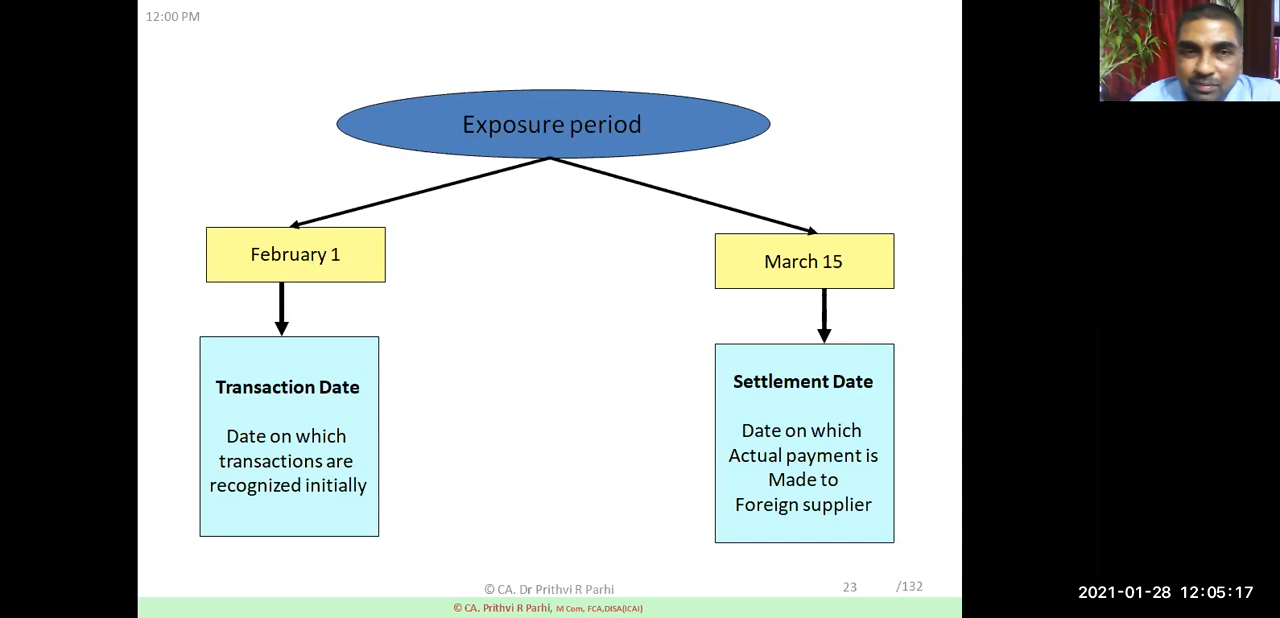 12:00 PM
Exposure period
February 1
March 15
Transaction Date
Date on which
transactions are
recognized initially
Settlement Date
Date on which
Actual payment is
Made to
Foreign supplier
© CA. Dr Prithvi R Parhi
23 /132
© CA. Prithvi R Parhi, M Com, FCA,DISA(ICAI)
2021-01-28 12:05:17